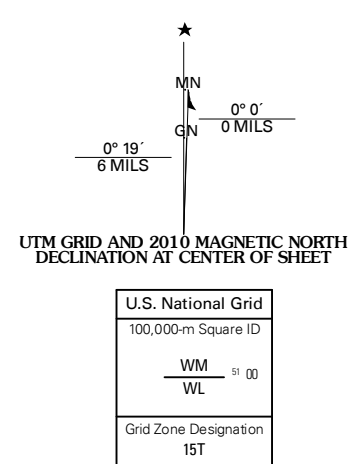 ★
MN
0° 0´
0 MILS
GN
0° 19´
6 MILS
UTM GRID AND 2010 MAGNETIC NORTH
DECLINATION AT CENTER OF SHEET
U.S. National Grid
100,000-m Square ID
WM
51 00
WL
Grid Zone Designation
15T